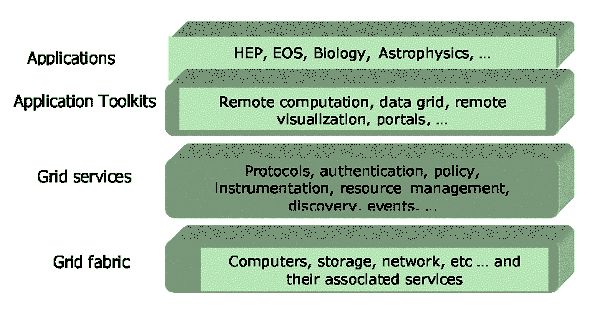 Applications
HEP, EOS, Biology, Astrophysics, ...
Application Toolkits
Remote computation, data grid, remote
visualization, portals, ...
Grid services
Protocols, authentication, policy,
instrumentation, resource management,
discovery, events, ...
Grid fabric
Computers, storage, network, etc ... and
their associated services